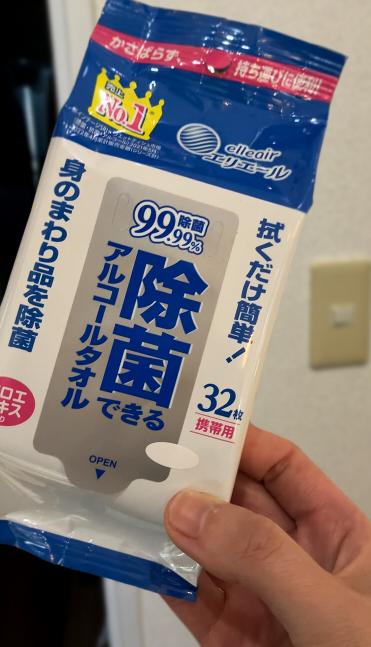 かさばらず、持ち運びに便利!
売上
No.1
elleair
エリエール
99.99%
除菌
除菌できる
アルコールタオル
身のまわり品を除菌
拭くだけ簡単!
32枚
携帯用
OPEN